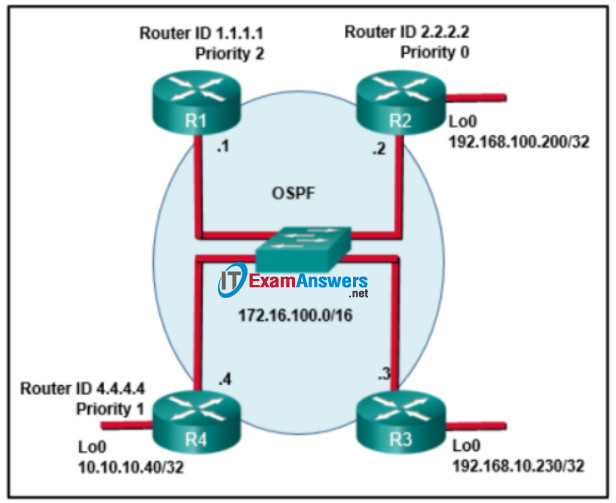 Router ID 1.1.1.1
Priority 2
Router ID 2.2.2.2
Priority 0
R1
R2
Lo0
192.168.100.200/32
.1
.2
OSPF
ITExamAnswers
.net
172.16.100.0/16
.4
.3
Router ID 4.4.4.4
Priority 1
R4
R3
Lo0
10.10.10.40/32
Lo0
192.168.10.230/32